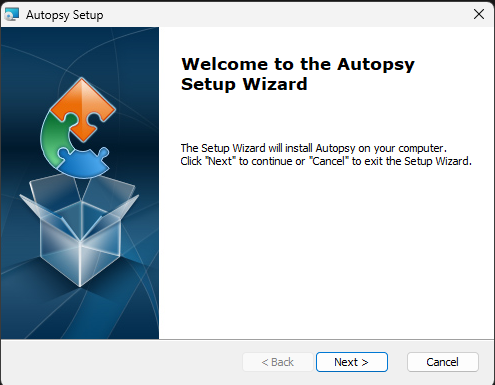 Autopsy Setup
Welcome to the Autopsy
Setup Wizard
The Setup Wizard will install Autopsy on your computer.
Click "Next" to continue or "Cancel" to exit the Setup Wizard.
< Back
Next >
Cancel